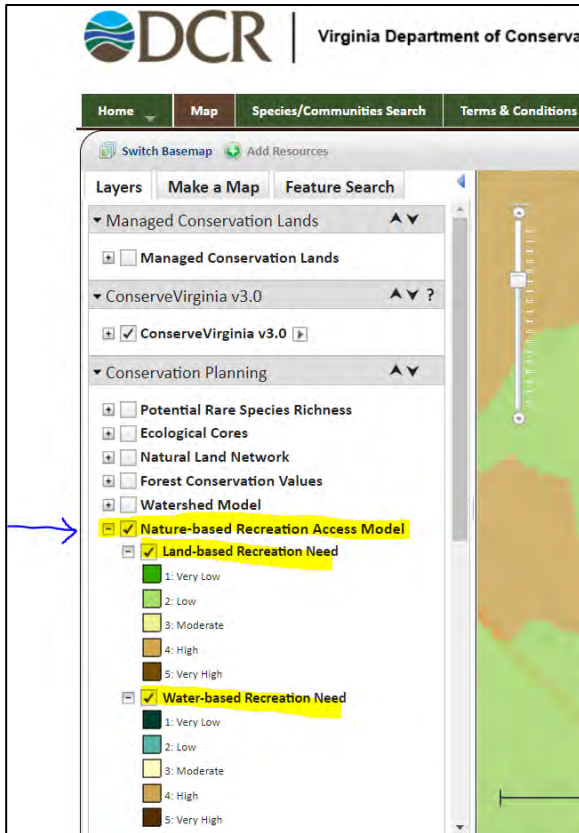 DCR
Virginia Department of Conserva
Home Map Species/Communities Search Terms & Conditions
Switch Basemap Add Resources
Layers Make a Map Feature Search
Managed Conservation Lands
Managed Conservation Lands
ConserveVirginia v3.0 ?
ConserveVirginia v3.0
Conservation Planning
Potential Rare Species Richness
Ecological Cores
Natural Land Network
Forest Conservation Values
Watershed Model
Nature-based Recreation Access Model
Land-based Recreation Need
1: Very Low
2: Low
3: Moderate
4: High
5: Very High
Water-based Recreation Need
1: Very Low
2: Low
3: Moderate
4: High
5: Very High